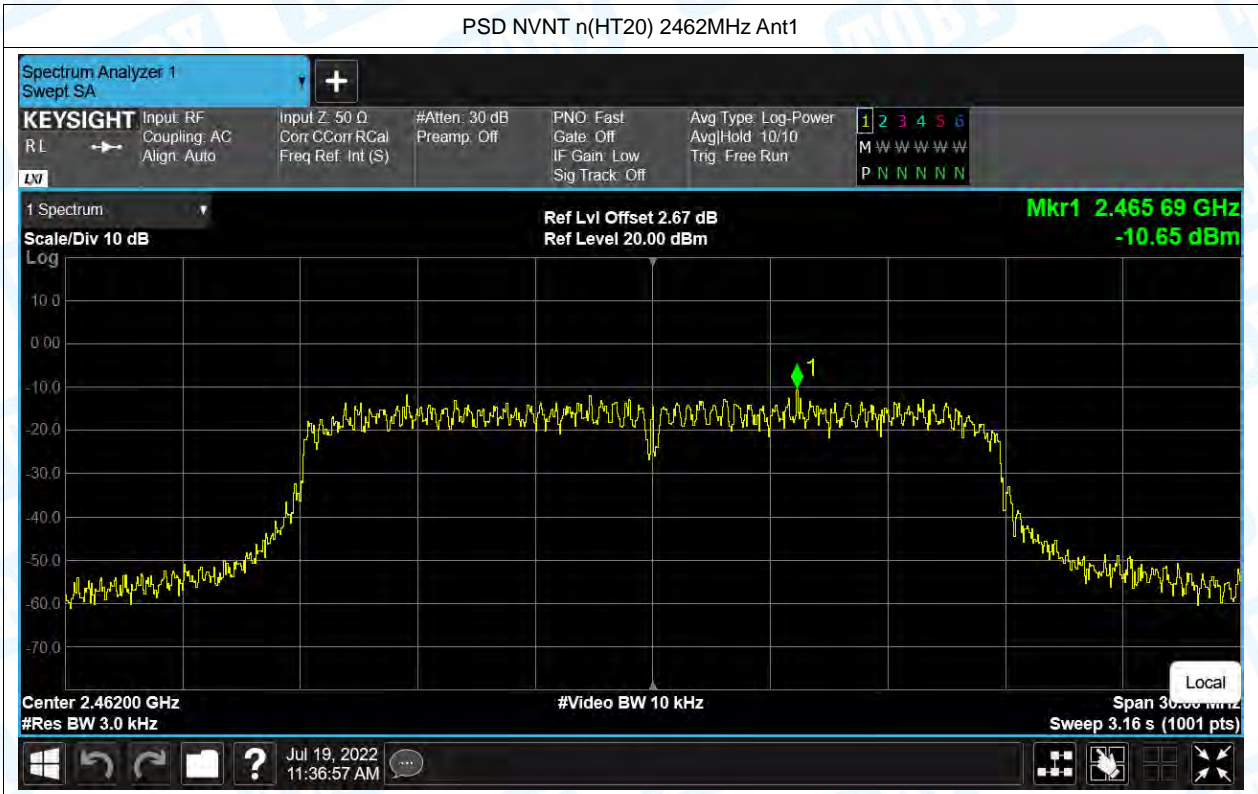 PSD NVNT n(HT20) 2462MHz Ant1
Spectrum Analyzer 1
Swept SA
+
KEYSIGHT Input: RF Input Z: 50 Ω #Atten: 30 dB PNO: Fast Avg Type: Log-Power 1 2 3 4 5 6
RL Coupling: AC Corr CCorr RCal Preamp: Off Gate: Off Avg|Hold: 10/10 M W W W W W
Align: Auto Freq Ref: Int (S) IF Gain: Low Trig: Free Run
LXI Sig Track: Off P N N N N N
1 Spectrum Ref Lvl Offset 2.67 dB Mkr1 2.465 69 GHz
Scale/Div 10 dB Ref Level 20.00 dBm -10.65 dBm
Log
10.0
0.00
1
-10.0
-20.0
-30.0
-40.0
-50.0
-60.0
-70.0
Local
Center 2.46200 GHz #Video BW 10 kHz Span 30.00 MHz
#Res BW 3.0 kHz Sweep 3.16 s (1001 pts)
? Jul 19, 2022
11:36:57 AM